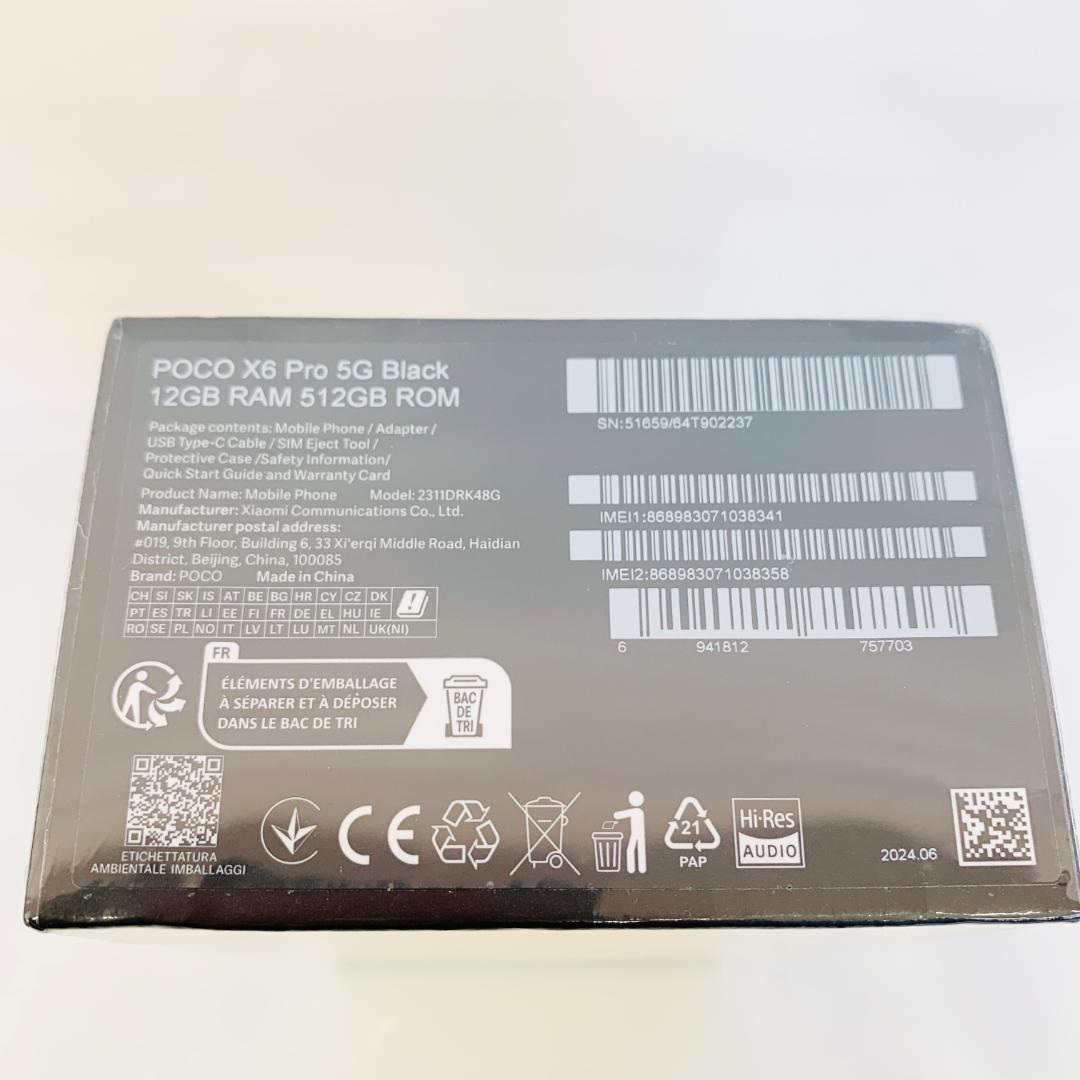 POCO X6 Pro 5G Black
12GB RAM 512GB ROM
Package contents: Mobile Phone / Adapter /
USB Type-C Cable / SIM Eject Tool /
Protective Case /Safety Information/
Quick Start Guide and Warranty Card
Product Name: Mobile Phone Model: 2311DRK48G
Manufacturer: Xiaomi Communications Co., Ltd.
Manufacturer postal address:
#019, 9th Floor, Building 6, 33 Xi'erqi Middle Road, Haidian
District, Beijing, China, 100085
Brand: POCO Made in China
CH SI SK IS AT BE BG HR CY CZ DK
PT ES TR LI EE FI FR DE EL HU IE
RO SE PL NO IT LV LT LU MT NL UK(NI)
SN:51659/64T902237
IMEI1:868983071038341
IMEI2:868983071038358
6 941812 757703
FR
ÉLÉMENTS D'EMBALLAGE
À SÉPARER ET À DÉPOSER
DANS LE BAC DE TRI
BAC
DE
TRI
ETICHETTATURA
AMBIENTALE IMBALLAGGI
CE
21
PAP
Hi-Res
AUDIO
2024.06